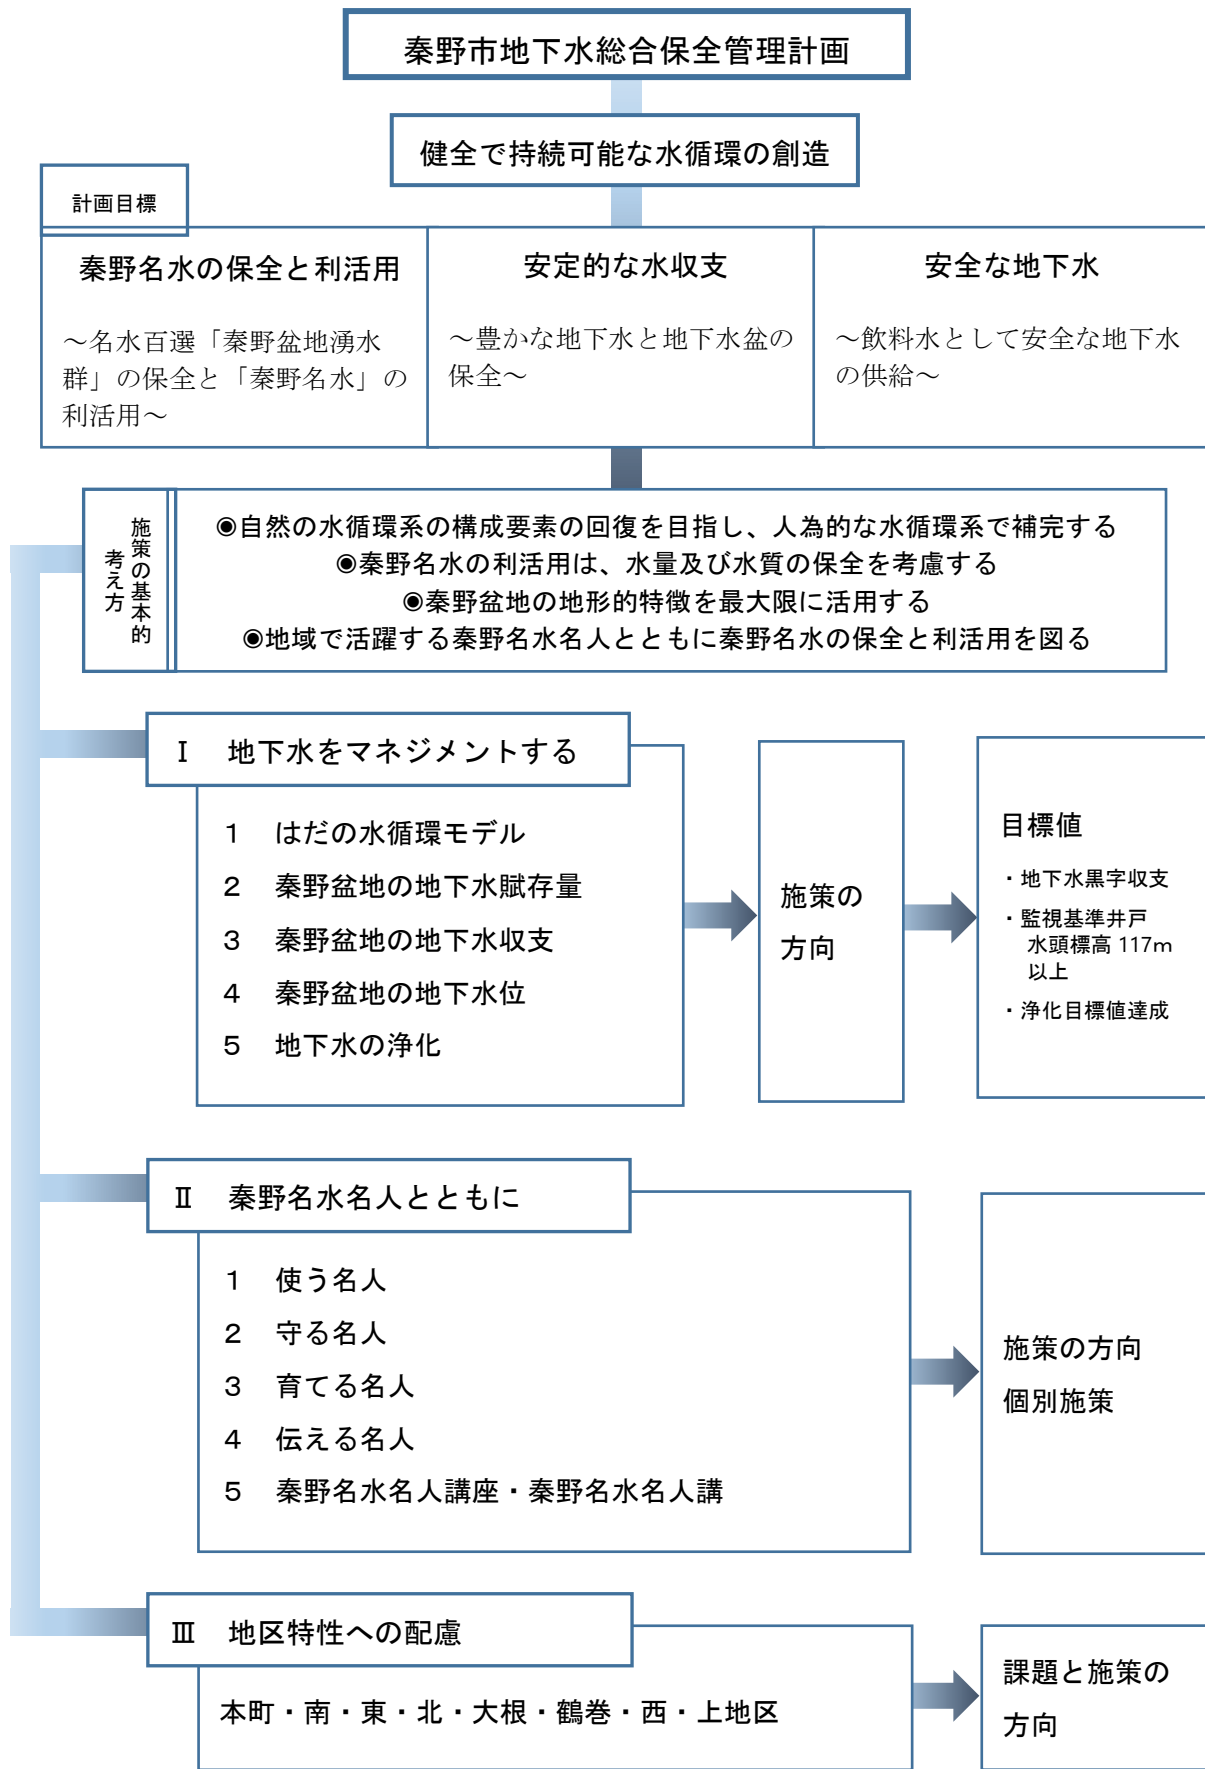 秦野市地下水総合保全管理計画
健全で持続可能な水循環の創造
計画目標
秦野名水の保全と利活用
～名水百選「秦野盆地湧水
群」の保全と「秦野名水」の
利活用～
安定的な水収支
～豊かな地下水と地下水盆の
保全～
安全な地下水
～飲料水として安全な地下水
の供給～
施策の基本的
考え方
◉自然の水循環系の構成要素の回復を目指し、人為的な水循環系で補完する
◉秦野名水の利活用は、水量及び水質の保全を考慮する
◉秦野盆地の地形的特徴を最大限に活用する
◉地域で活躍する秦野名水名人とともに秦野名水の保全と利活用を図る
Ⅰ　地下水をマネジメントする
１　はだの水循環モデル
２　秦野盆地の地下水賦存量
３　秦野盆地の地下水収支
４　秦野盆地の地下水位
５　地下水の浄化
施策の
方向
目標値
・地下水黒字収支
・監視基準井戸
水頭標高 117ｍ
以上
・浄化目標値達成
Ⅱ　秦野名水名人とともに
１　使う名人
２　守る名人
３　育てる名人
４　伝える名人
５　秦野名水名人講座・秦野名水名人講
施策の方向
個別施策
Ⅲ　地区特性への配慮
本町・南・東・北・大根・鶴巻・西・上地区
課題と施策の
方向